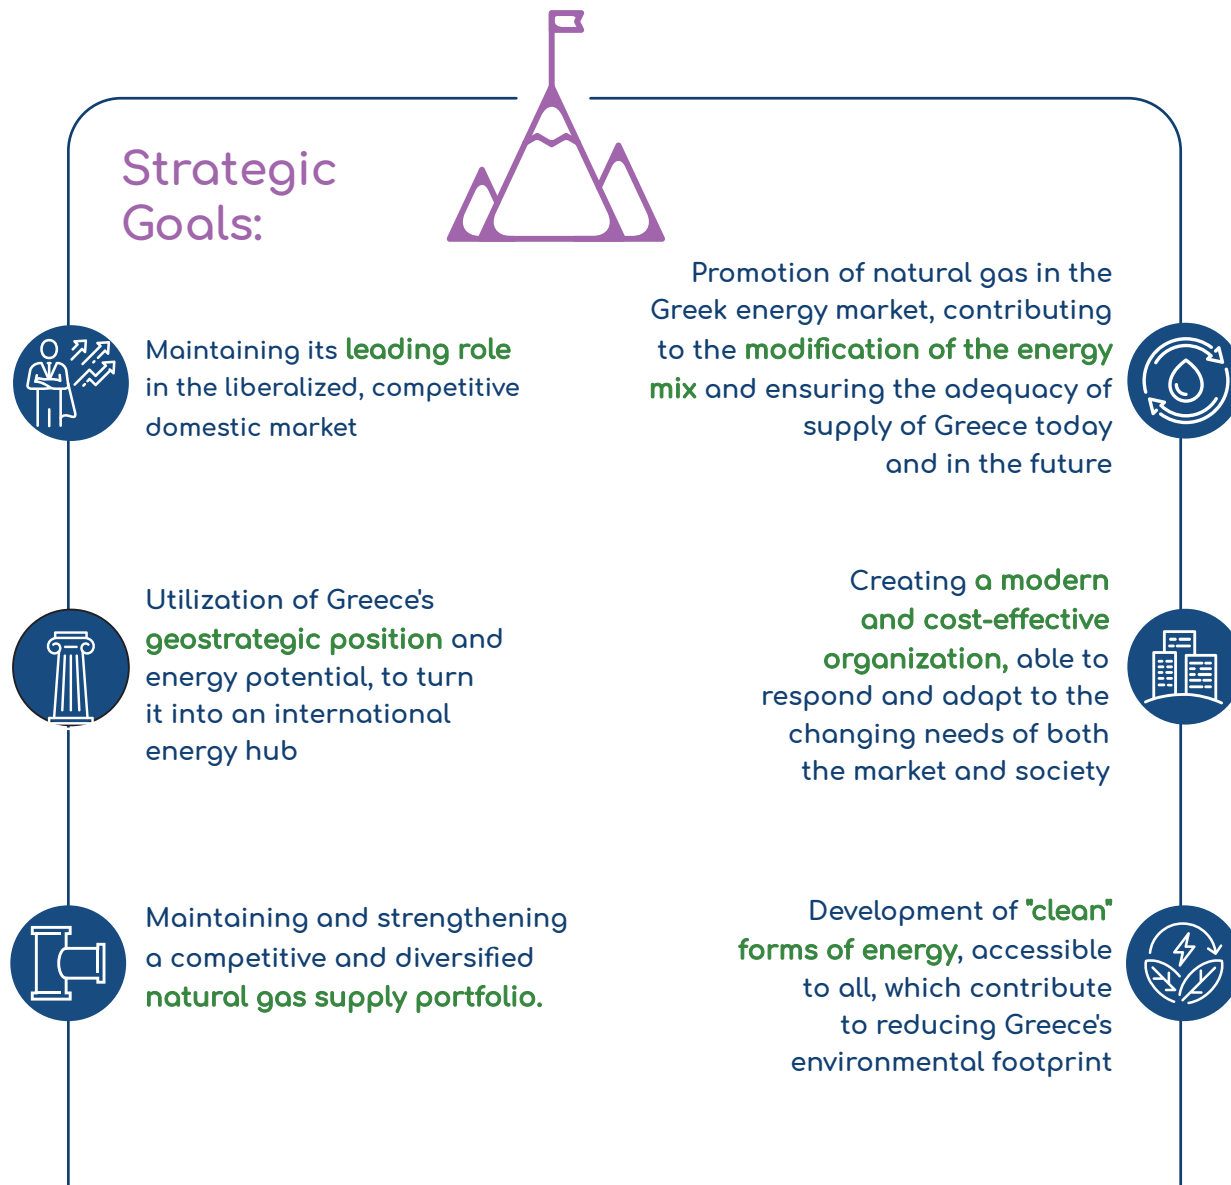 Strategic
Goals:
Maintaining its leading role
in the liberalized, competitive
domestic market
Utilization of Greece's
geostrategic position and
energy potential, to turn
it into an international
energy hub
Maintaining and strengthening
a competitive and diversified
natural gas supply portfolio.
Promotion of natural gas in the
Greek energy market, contributing
to the modification of the energy
mix and ensuring the adequacy of
supply of Greece today
and in the future
Creating a modern
and cost-effective
organization, able to
respond and adapt to the
changing needs of both
the market and society
Development of "clean"
forms of energy, accessible
to all, which contribute
to reducing Greece's
environmental footprint